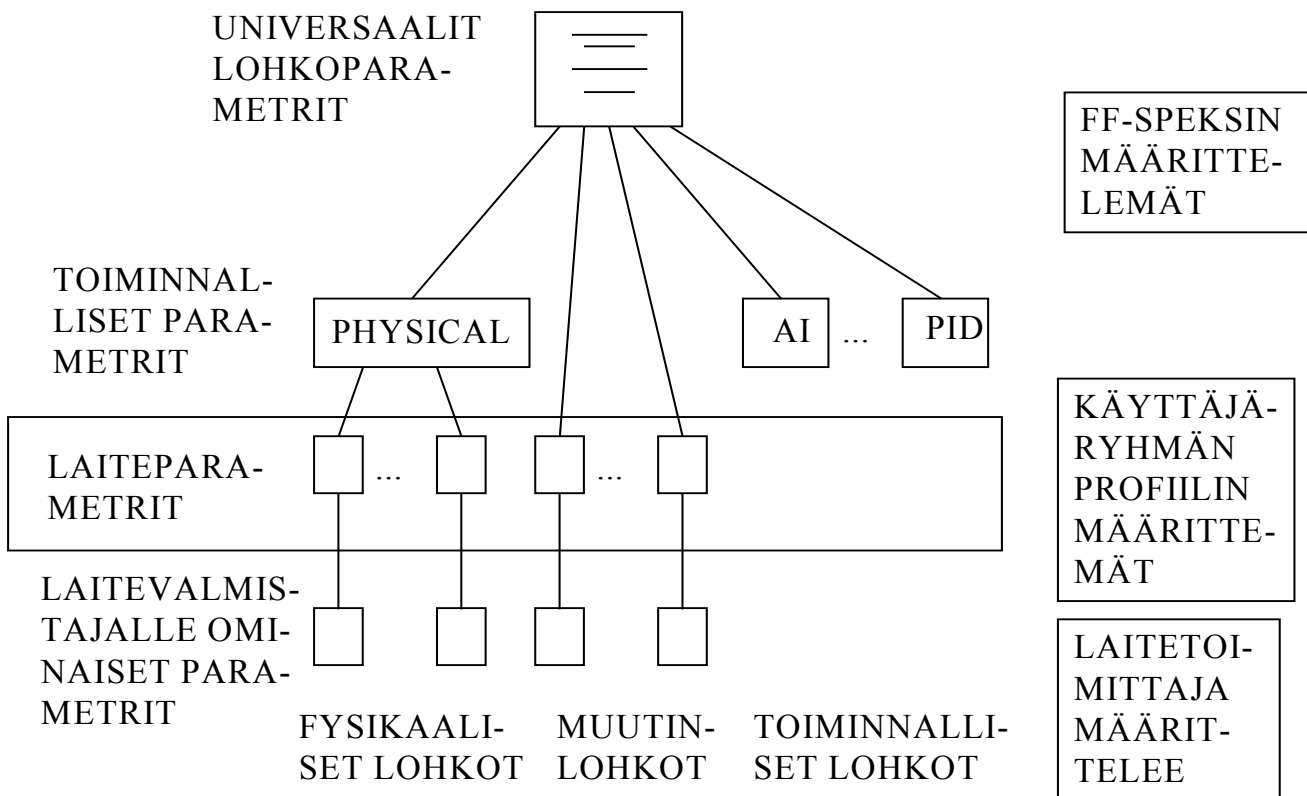 UNIVERSAALIT
LOHKOPARA-
METRIT
FF-SPEKSIN
MÄÄRITTE-
LEMÄT
TOIMINNAL-
LISET PARA-
METRIT
PHYSICAL
AI
...
PID
KÄYTTÄJÄ-
RYHMÄN
PROFIILIN
MÄÄRITTE-
MÄT
LAITEPARA-
METRIT
...
...
LAITEVALMIS-
TAJALLE OMI-
NAISET PARA-
METRIT
LAITETOI-
MITTAJA
MÄÄRIT-
TELEE
FYSIKAALI-
SET LOHKOT
MUUTIN-
LOHKOT
TOIMINNALLI-
SET LOHKOT